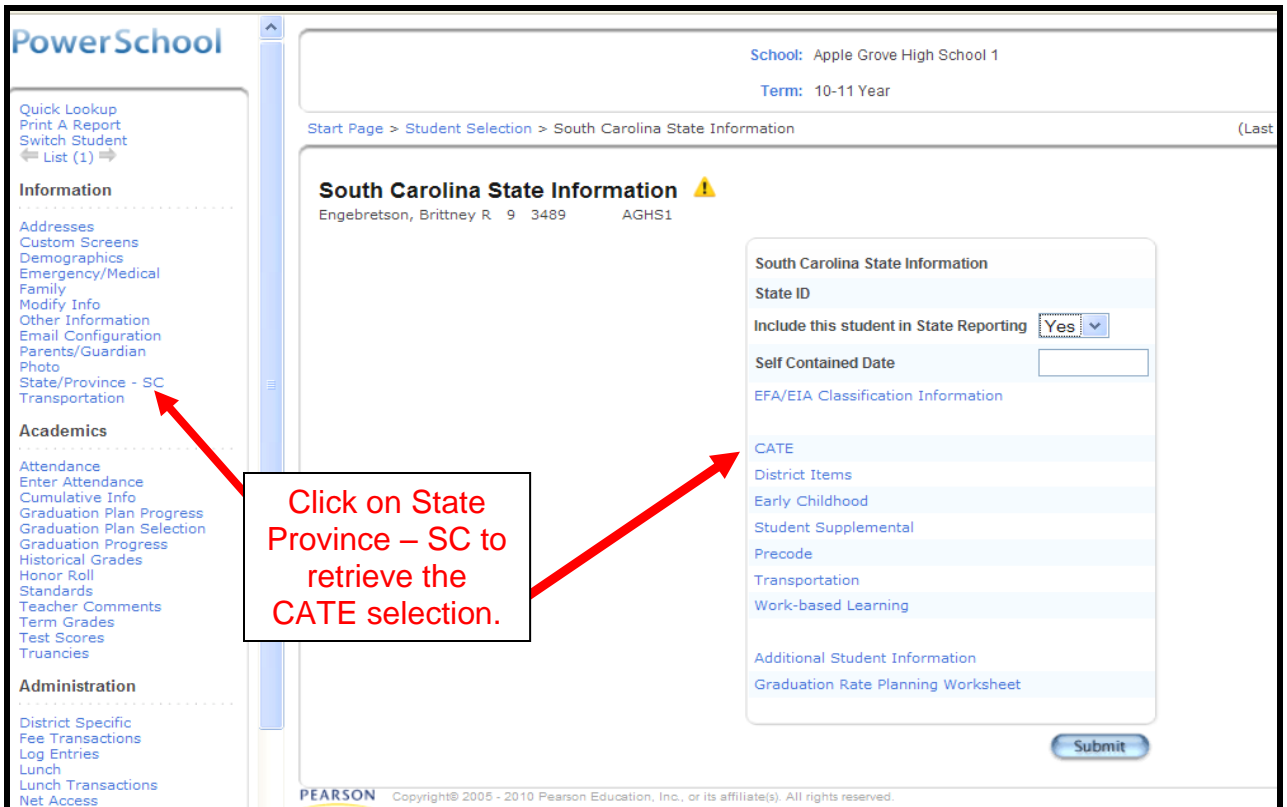 PowerSchool
Quick Lookup
Print A Report
Switch Student
List (1)
Information
Addresses
Custom Screens
Demographics
Emergency/Medical
Family
Modify Info
Other Information
Email Configuration
Parents/Guardian
Photo
State/Province - SC
Transportation
Academics
Attendance
Enter Attendance
Cumulative Info
Graduation Plan Progress
Graduation Plan Selection
Graduation Progress
Historical Grades
Honor Roll
Standards
Teacher Comments
Term Grades
Test Scores
Truancies
Administration
District Specific
Fee Transactions
Log Entries
Lunch
Lunch Transactions
Net Access
School: Apple Grove High School 1
Term: 10-11 Year
Start Page > Student Selection > South Carolina State Information (Last
South Carolina State Information
Engebretson, Brittney R 9 3489 AGHS1
South Carolina State Information
State ID
Include this student in State Reporting Yes
Self Contained Date
EFA/EIA Classification Information
CATE
District Items
Early Childhood
Student Supplemental
Precode
Transportation
Work-based Learning
Additional Student Information
Graduation Rate Planning Worksheet
Submit
Click on State
Province – SC to
retrieve the
CATE selection.
PEARSON Copyright© 2005 - 2010 Pearson Education, Inc., or its affiliate(s). All rights reserved.